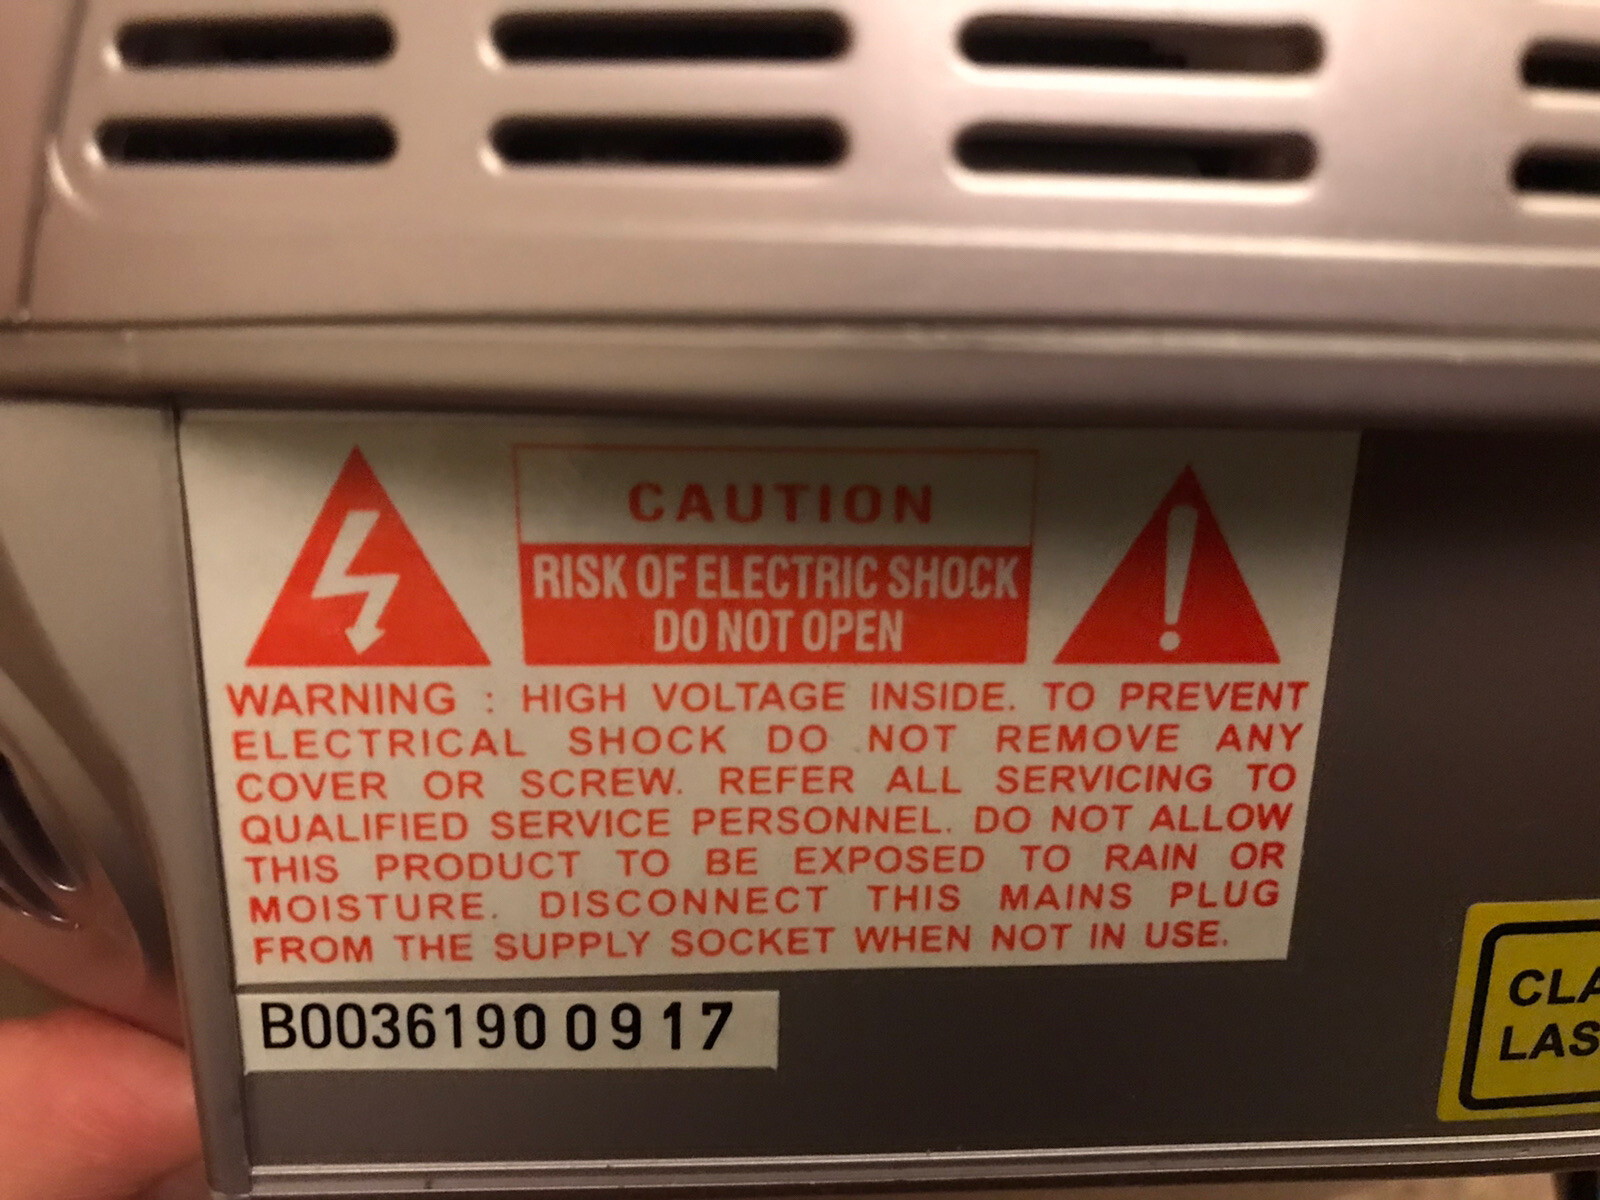 CAUTION
RISK OF ELECTRIC SHOCK
DO NOT OPEN
WARNING : HIGH VOLTAGE INSIDE. TO PREVENT
ELECTRICAL SHOCK DO NOT REMOVE ANY
COVER OR SCREW. REFER ALL SERVICING TO
QUALIFIED SERVICE PERSONNEL. DO NOT ALLOW
THIS PRODUCT TO BE EXPOSED TO RAIN OR
MOISTURE. DISCONNECT THIS MAINS PLUG
FROM THE SUPPLY SOCKET WHEN NOT IN USE.
B00361900917